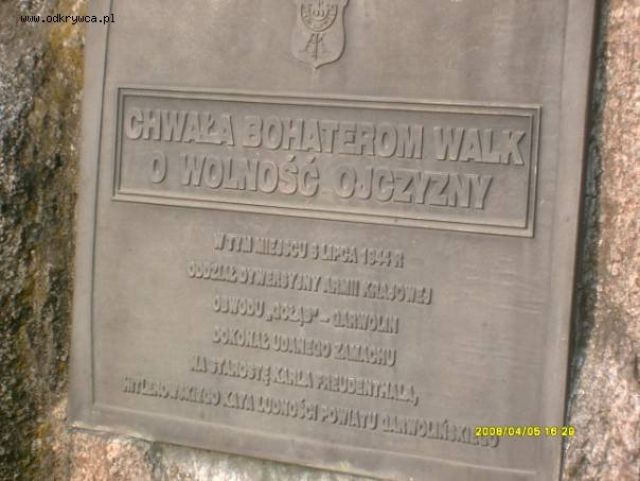 www.odkrywca.pl
CHWAŁA BOHATEROM WALK
O WOLNOŚĆ OJCZYZNY
W TYM MIEJSCU 5 LIPCA 1944 R
ODDZIAŁ DYWERSYJNY ARMII KRAJOWEJ
OBWODU „GOŁĄB” - GARWOLIN
DOKONAŁ UDANEGO ZAMACHU
NA STAROSTĘ KARLA FREUDENTHALA,
HITLEROWSKIEGO KATA LUDNOŚCI POWIATU GARWOLIŃSKIEGO
2008/04/05 16:29